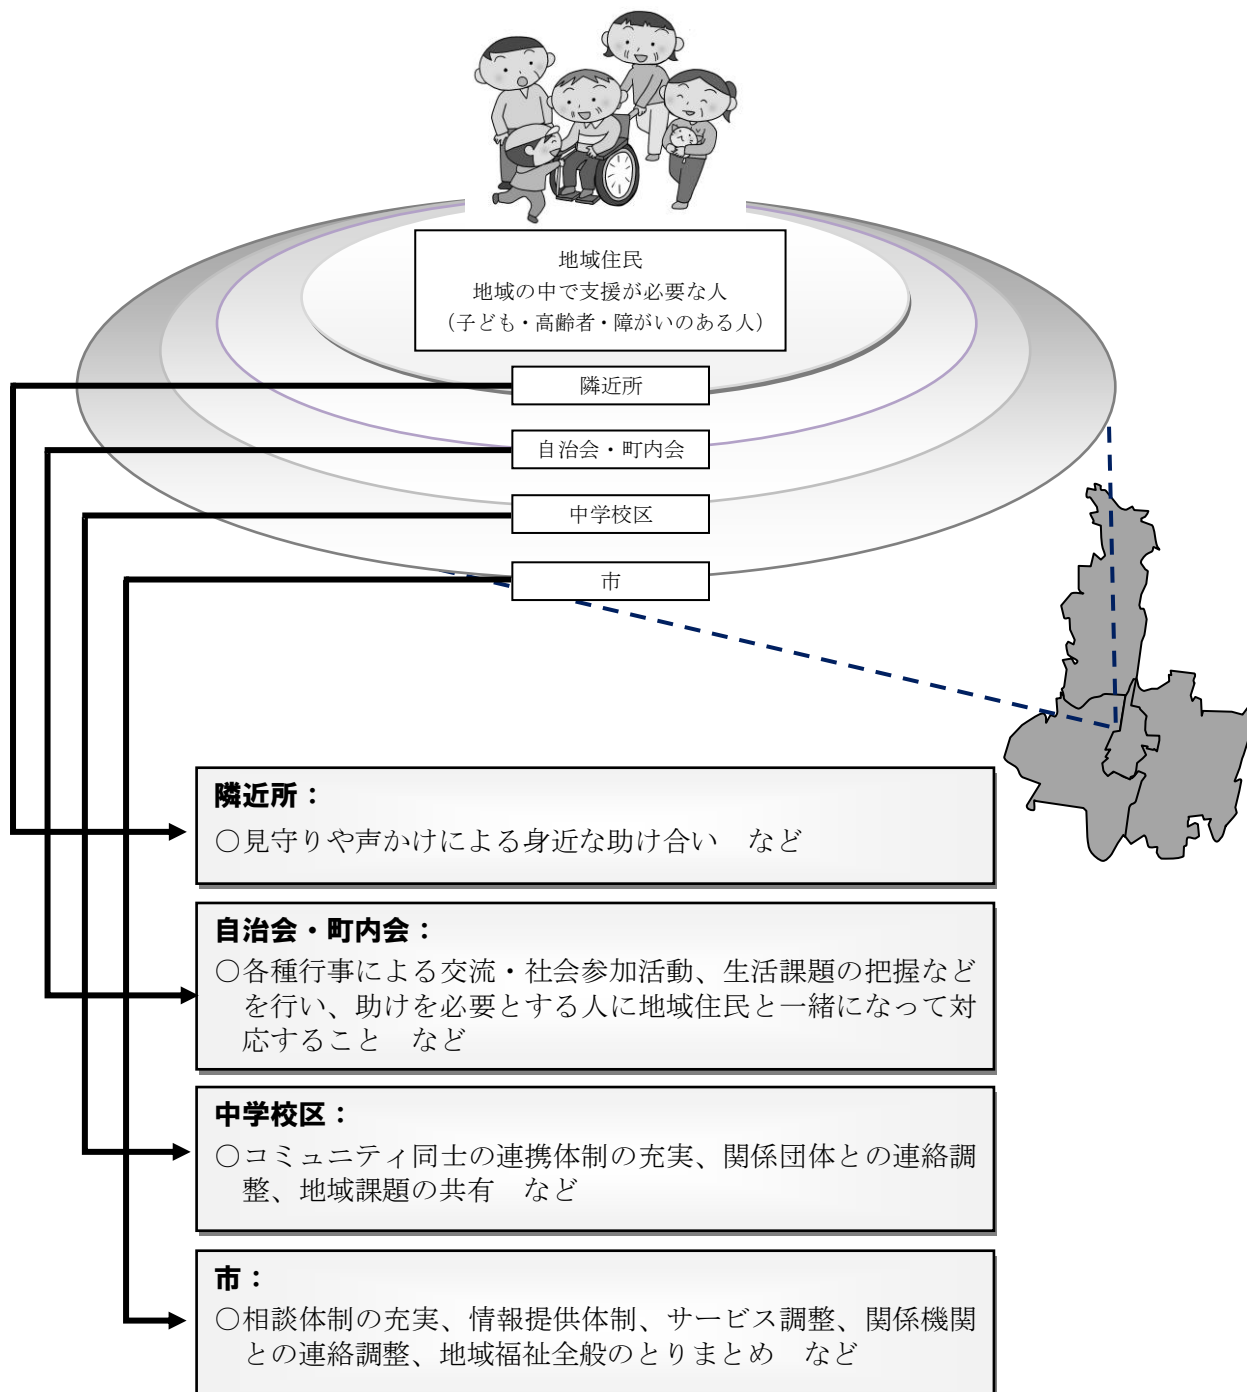 地域住民
地域の中で支援が必要な人
（子ども・高齢者・障がいのある人）
隣近所
自治会・町内会
中学校区
市
隣近所：
○見守りや声かけによる身近な助け合い　など
自治会・町内会：
○各種行事による交流・社会参加活動、生活課題の把握など
を行い、助けを必要とする人に地域住民と一緒になって対
応すること　など
中学校区：
○コミュニティ同士の連携体制の充実、関係団体との連絡調
整、地域課題の共有　など
市：
○相談体制の充実、情報提供体制、サービス調整、関係機関
との連絡調整、地域福祉全般のとりまとめ　など